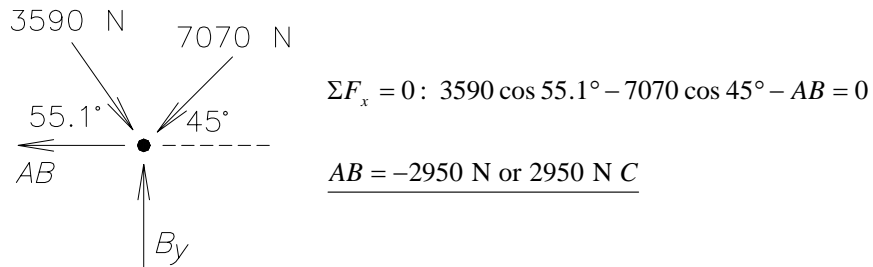 3590 N
7070 N
ΣFₓ = 0: 3590 cos 55.1° – 7070 cos 45° – AB = 0
55.1°
45°
AB
AB = –2950 N or 2950 N C
By